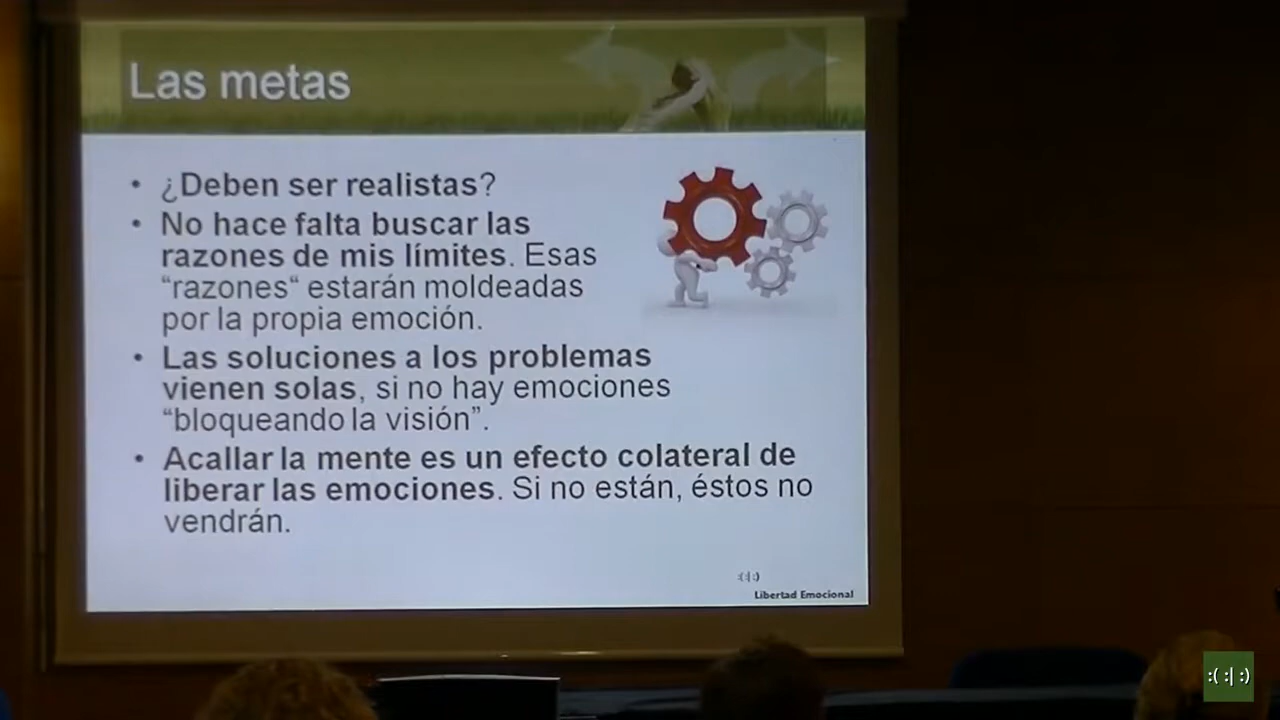 Las metas
• ¿Deben ser realistas?
• No hace falta buscar las
razones de mis límites. Esas
“razones“ estarán moldeadas
por la propia emoción.
• Las soluciones a los problemas
vienen solas, si no hay emociones
“bloqueando la visión”.
• Acallar la mente es un efecto colateral de
liberar las emociones. Si no están, éstos no
vendrán.
:(:|:)
Libertad Emocional
:( :| :)